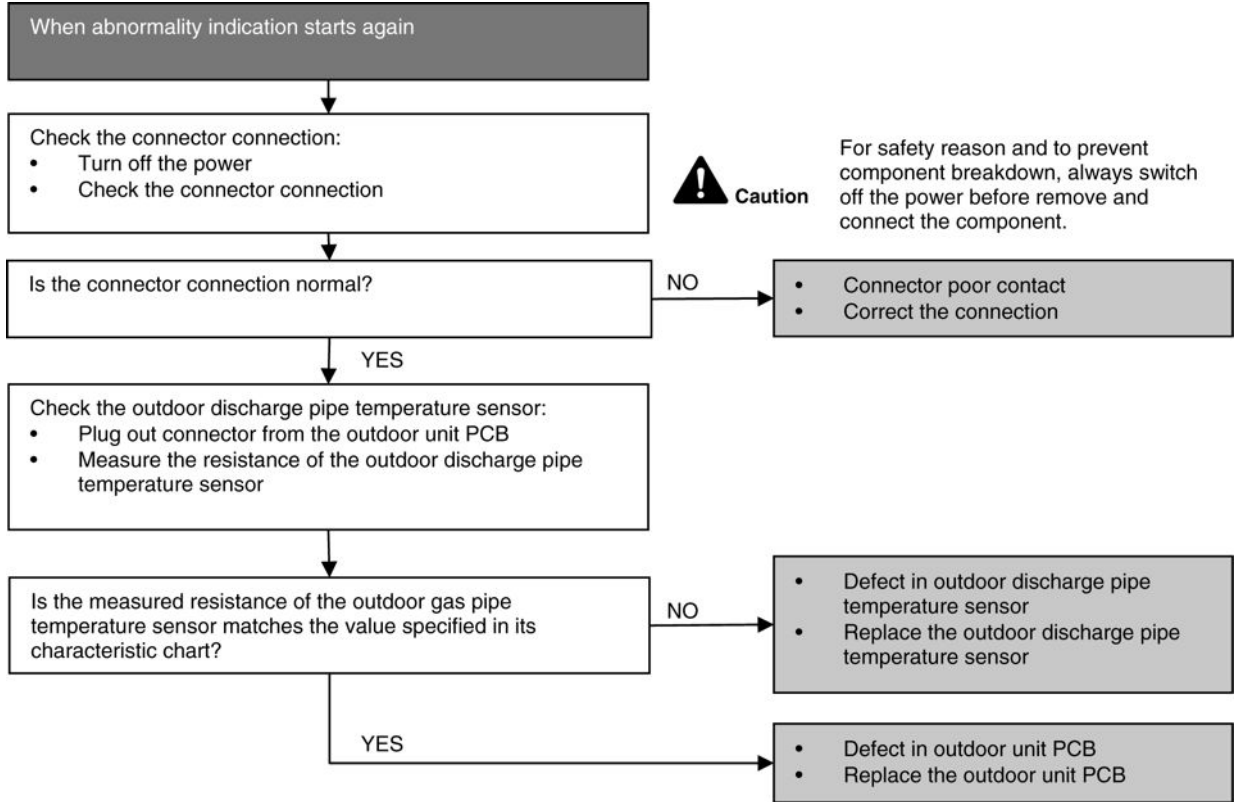 When abnormality indication starts again
Check the connector connection:
• Turn off the power
• Check the connector connection
Caution
For safety reason and to prevent
component breakdown, always switch
off the power before remove and
connect the component.
Is the connector connection normal?
NO
• Connector poor contact
• Correct the connection
YES
Check the outdoor discharge pipe temperature sensor:
• Plug out connector from the outdoor unit PCB
• Measure the resistance of the outdoor discharge pipe
temperature sensor
Is the measured resistance of the outdoor gas pipe
temperature sensor matches the value specified in its
characteristic chart?
NO
• Defect in outdoor discharge pipe
temperature sensor
• Replace the outdoor discharge pipe
temperature sensor
YES
• Defect in outdoor unit PCB
• Replace the outdoor unit PCB